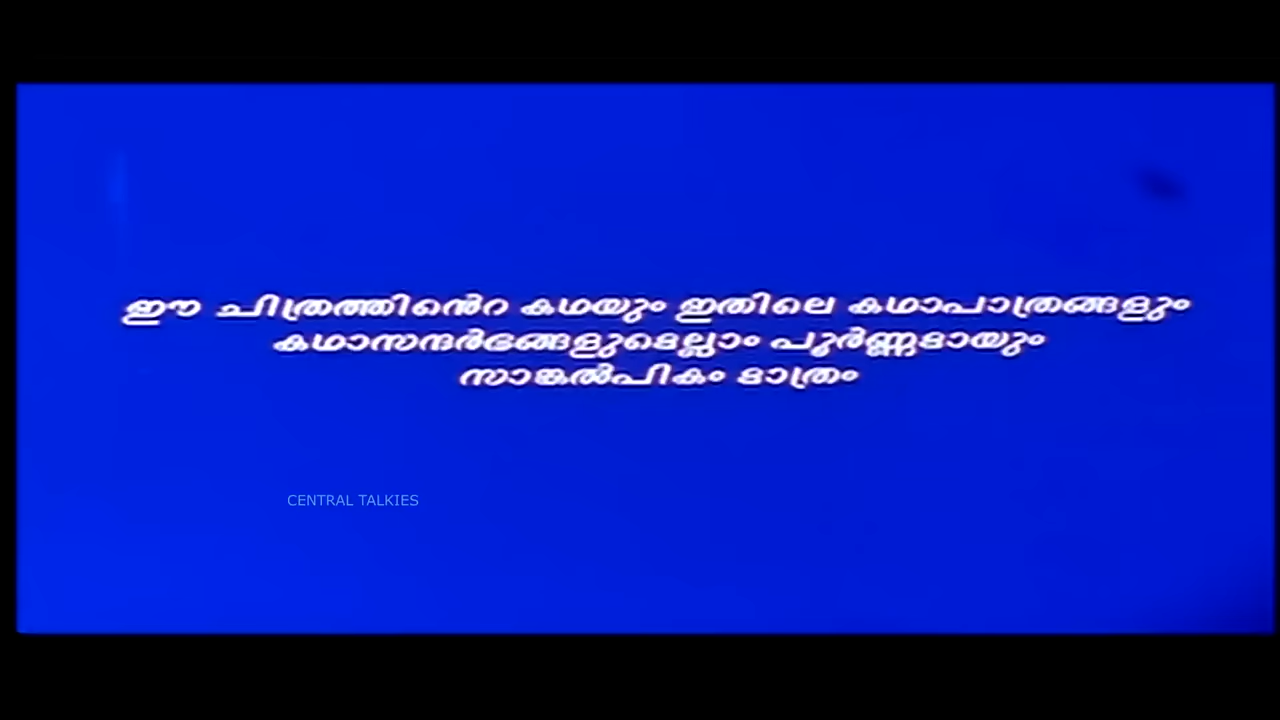 ഈ ചിത്രത്തിന്റെ കഥയും ഇതിലെ കഥാപാത്രങ്ങളും
കഥാസന്ദർഭങ്ങളുമെല്ലാം പൂർണ്ണമായും
സാങ്കൽപികം മാത്രം
CENTRAL TALKIES